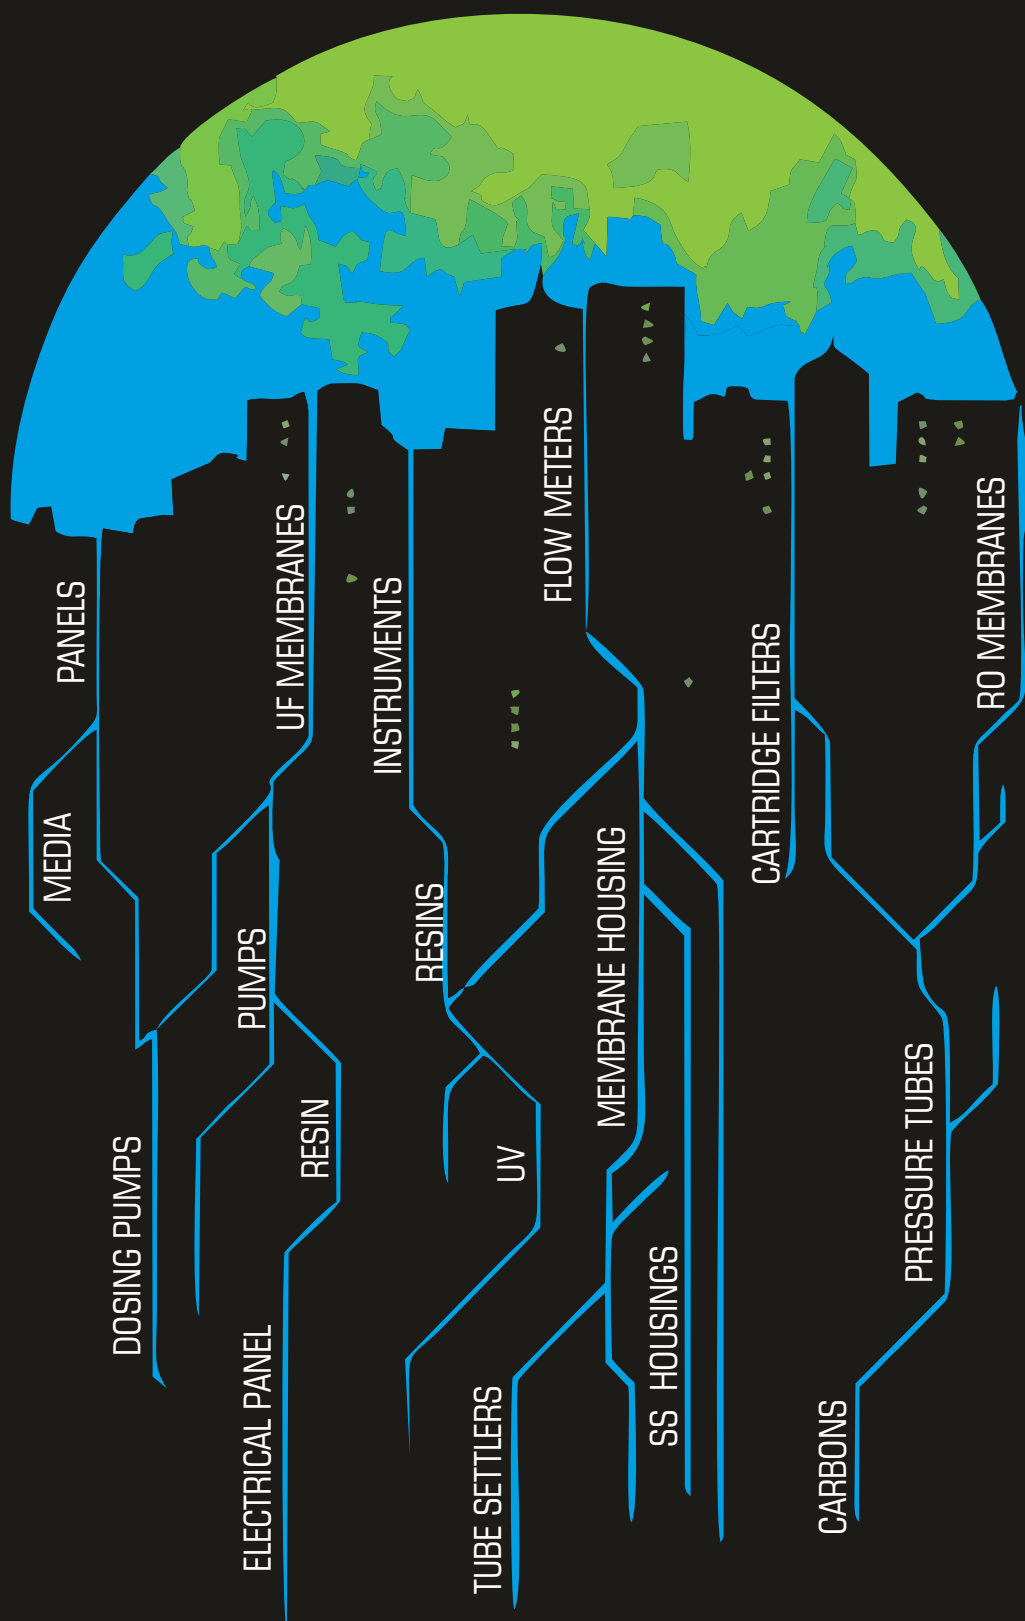 PANELS
MEDIA
DOSING PUMPS
UF MEMBRANES
PUMPS
RESIN
ELECTRICAL PANEL
INSTRUMENTS
RESINS
UV
TUBE SETTLERS
FLOW METERS
MEMBRANE HOUSING
SS HOUSINGS
CARTRIDGE FILTERS
CARBONS
PRESSURE TUBES
RO MEMBRANES